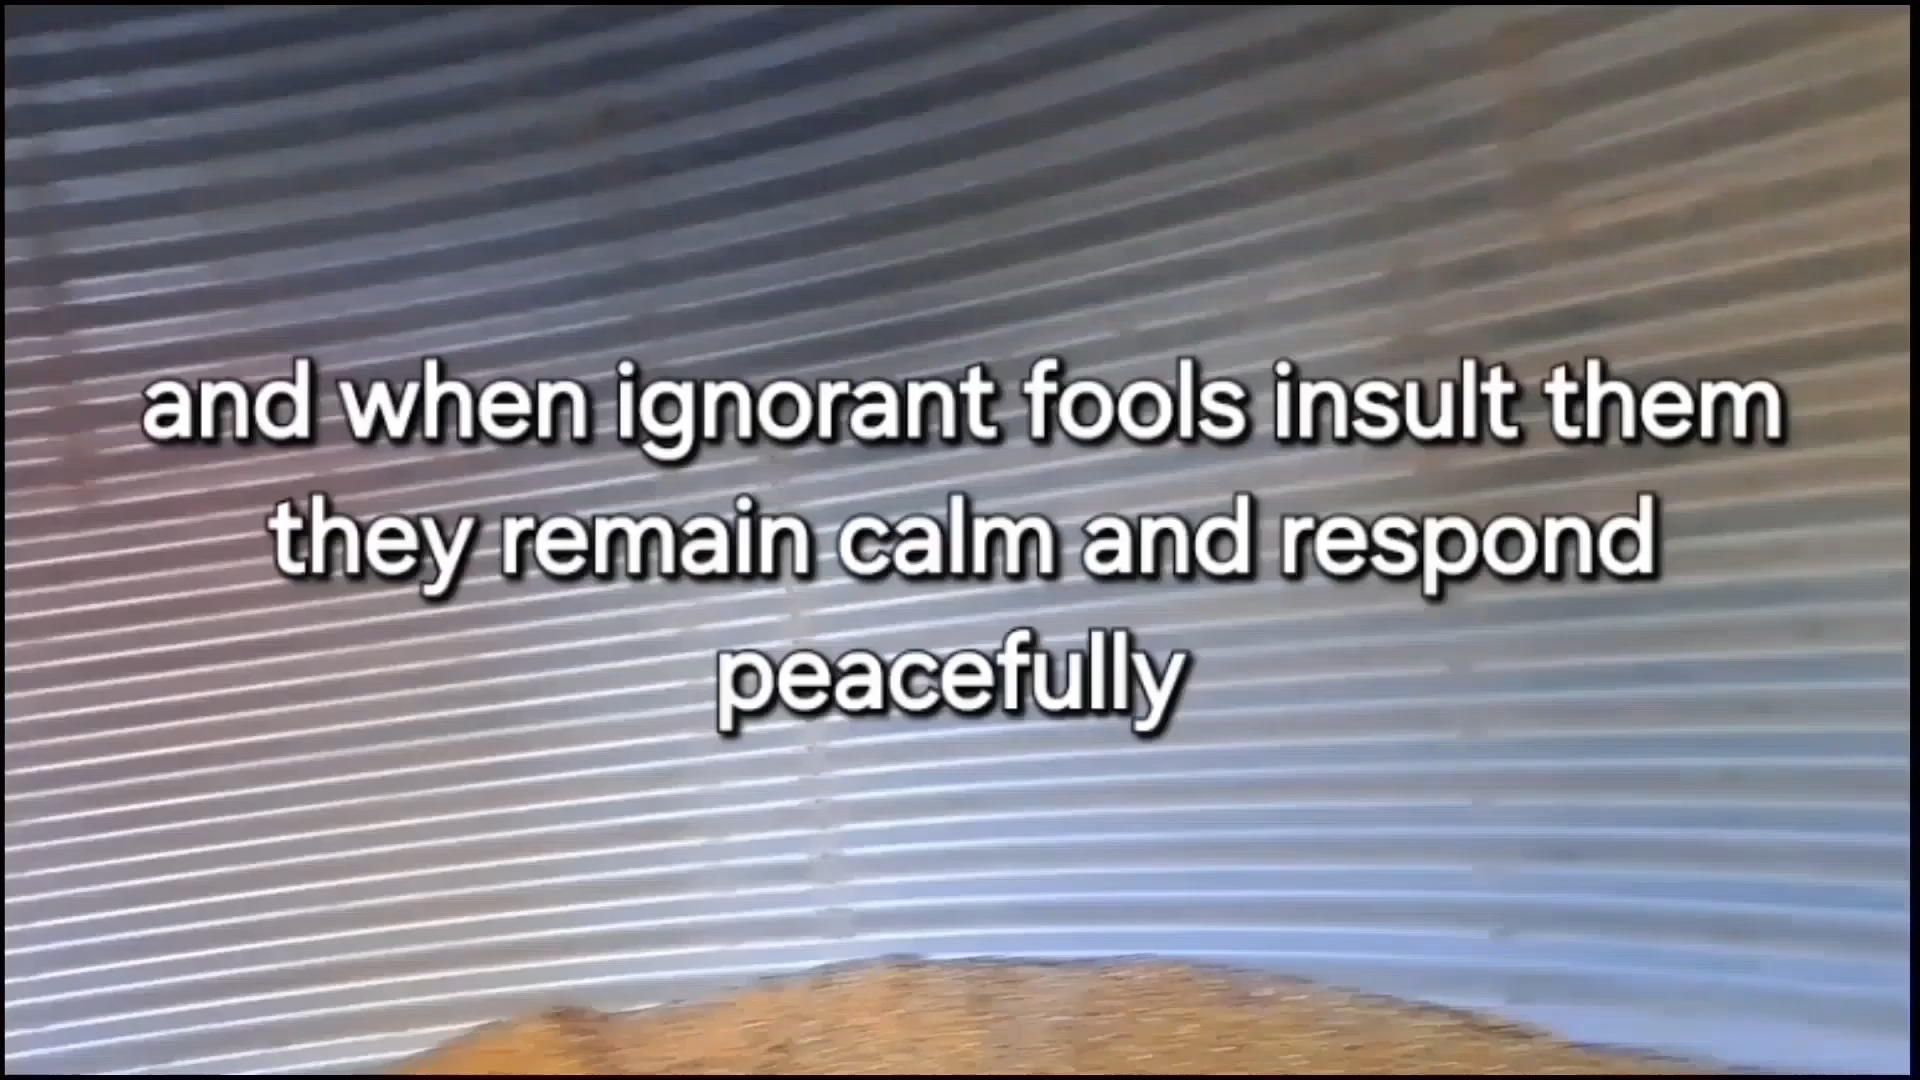 and when ignorant fools insult them
they remain calm and respond
peacefully